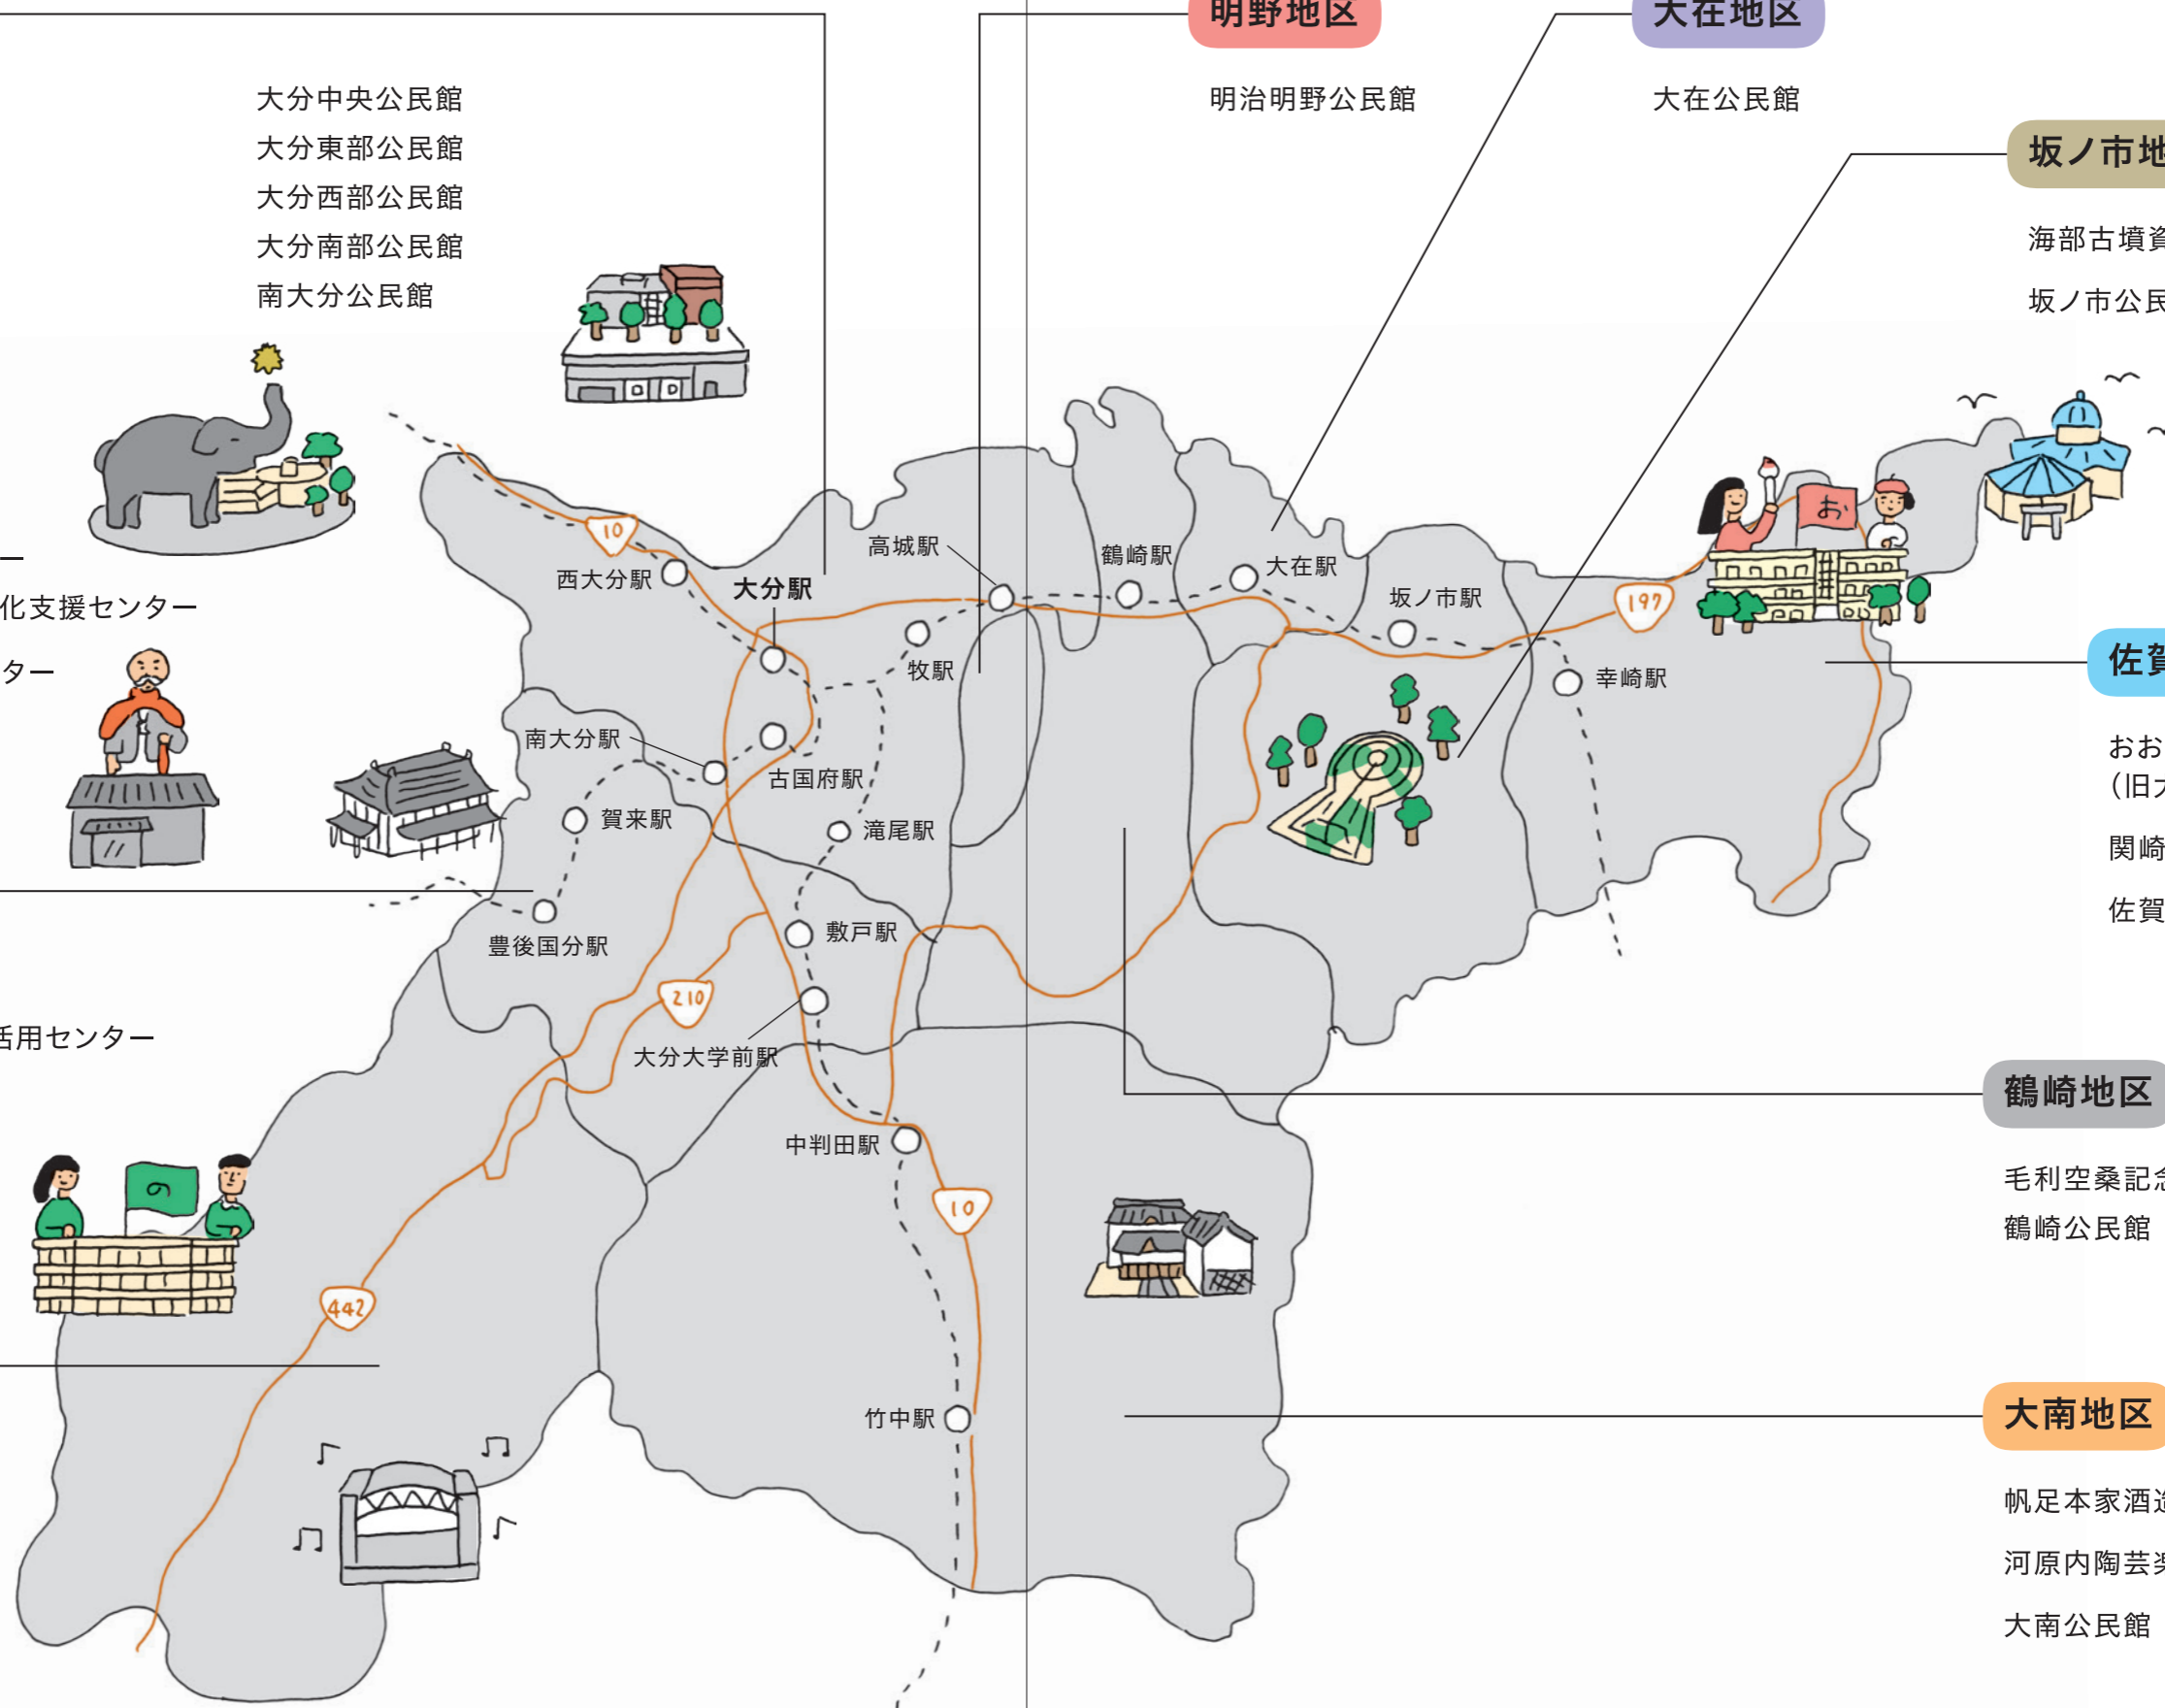 明野地区
明治明野公民館
大在地区
大在公民館
大分中央公民館
大分東部公民館
大分西部公民館
大分南部公民館
南大分公民館
坂ノ市地
海部古墳資
坂ノ市公民
ー
化支援センター
ター
活用センター
10
西大分駅
大分駅
高城駅
鶴崎駅
大在駅
坂ノ市駅
197
お
牧駅
幸崎駅
南大分駅
古国府駅
賀来駅
滝尾駅
豊後国分駅
敷戸駅
210
大分大学前駅
中判田駅
10
の
442
竹中駅
佐賀
おお
（旧大
関崎
佐賀
鶴崎地区
毛利空桑記念
鶴崎公民館
大南地区
帆足本家酒造
河原内陶芸楽
大南公民館